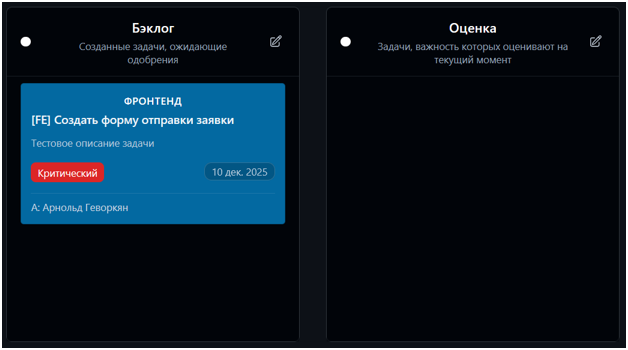 Бэклог
Созданные задачи, ожидающие
одобрения
ФРОНТЕНД
[FE] Создать форму отправки заявки
Тестовое описание задачи
Критический
10 дек. 2025
А: Арнольд Геворкян
Оценка
Задачи, важность которых оценивают на
текущий момент